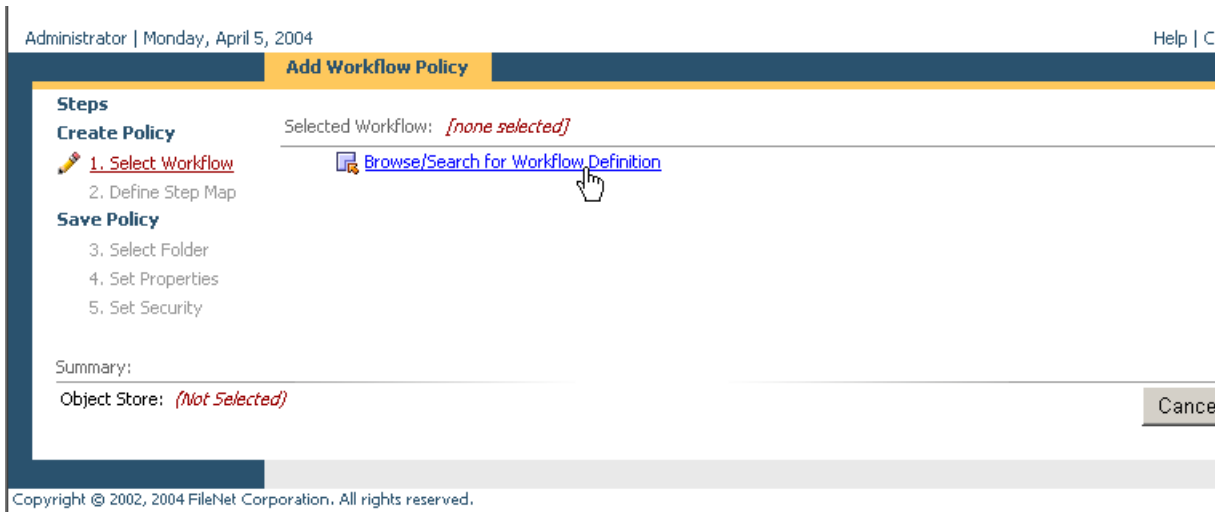 Administrator | Monday, April 5, 2004
Help | C
Add Workflow Policy
Steps
Create Policy
1. Select Workflow
2. Define Step Map
Save Policy
3. Select Folder
4. Set Properties
5. Set Security
Selected Workflow: [none selected]
Browse/Search for Workflow Definition
Summary:
Object Store: (Not Selected)
Cance
Copyright © 2002, 2004 FileNet Corporation. All rights reserved.